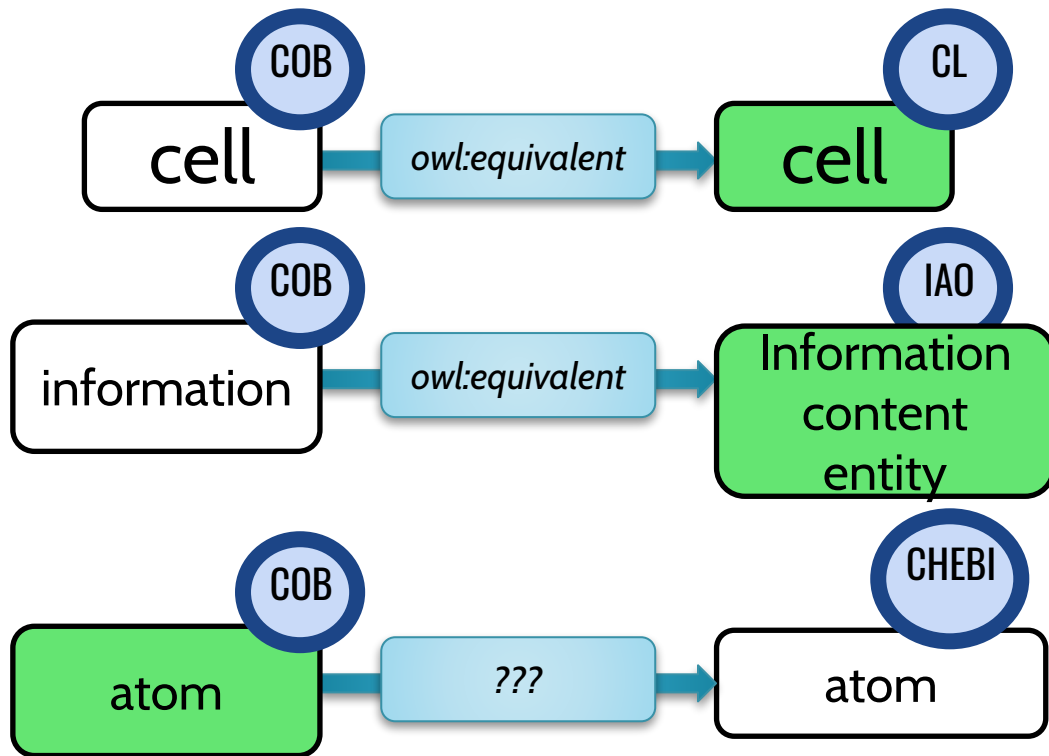 COB
CL
cell
owl:equivalent
cell
COB
IAO
information
owl:equivalent
Information
content
entity
COB
CHEBI
atom
???
atom